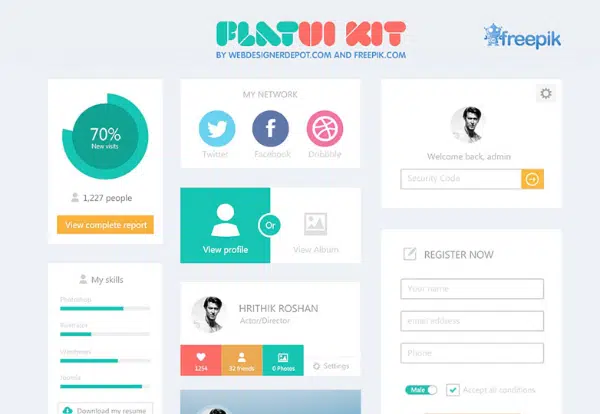 FLATUI KIT
BY WEBDESIGNERDEPOT.COM AND FREEPIK.COM
freepik
70%
New visits
1,227 people
View complete report
My skills
Photoshop
Illustrator
Wordpress
Joomla
Download my resume
MY NETWORK
Twitter
Facebook
Dribbble
View profile
Or
View Album
HRITHIK ROSHAN
Actor/Director
1254
32 friends
0 Photos
Settings
Welcome back, admin
Security Code
REGISTER NOW
Your name
email address
Phone
Male
Accept all conditions